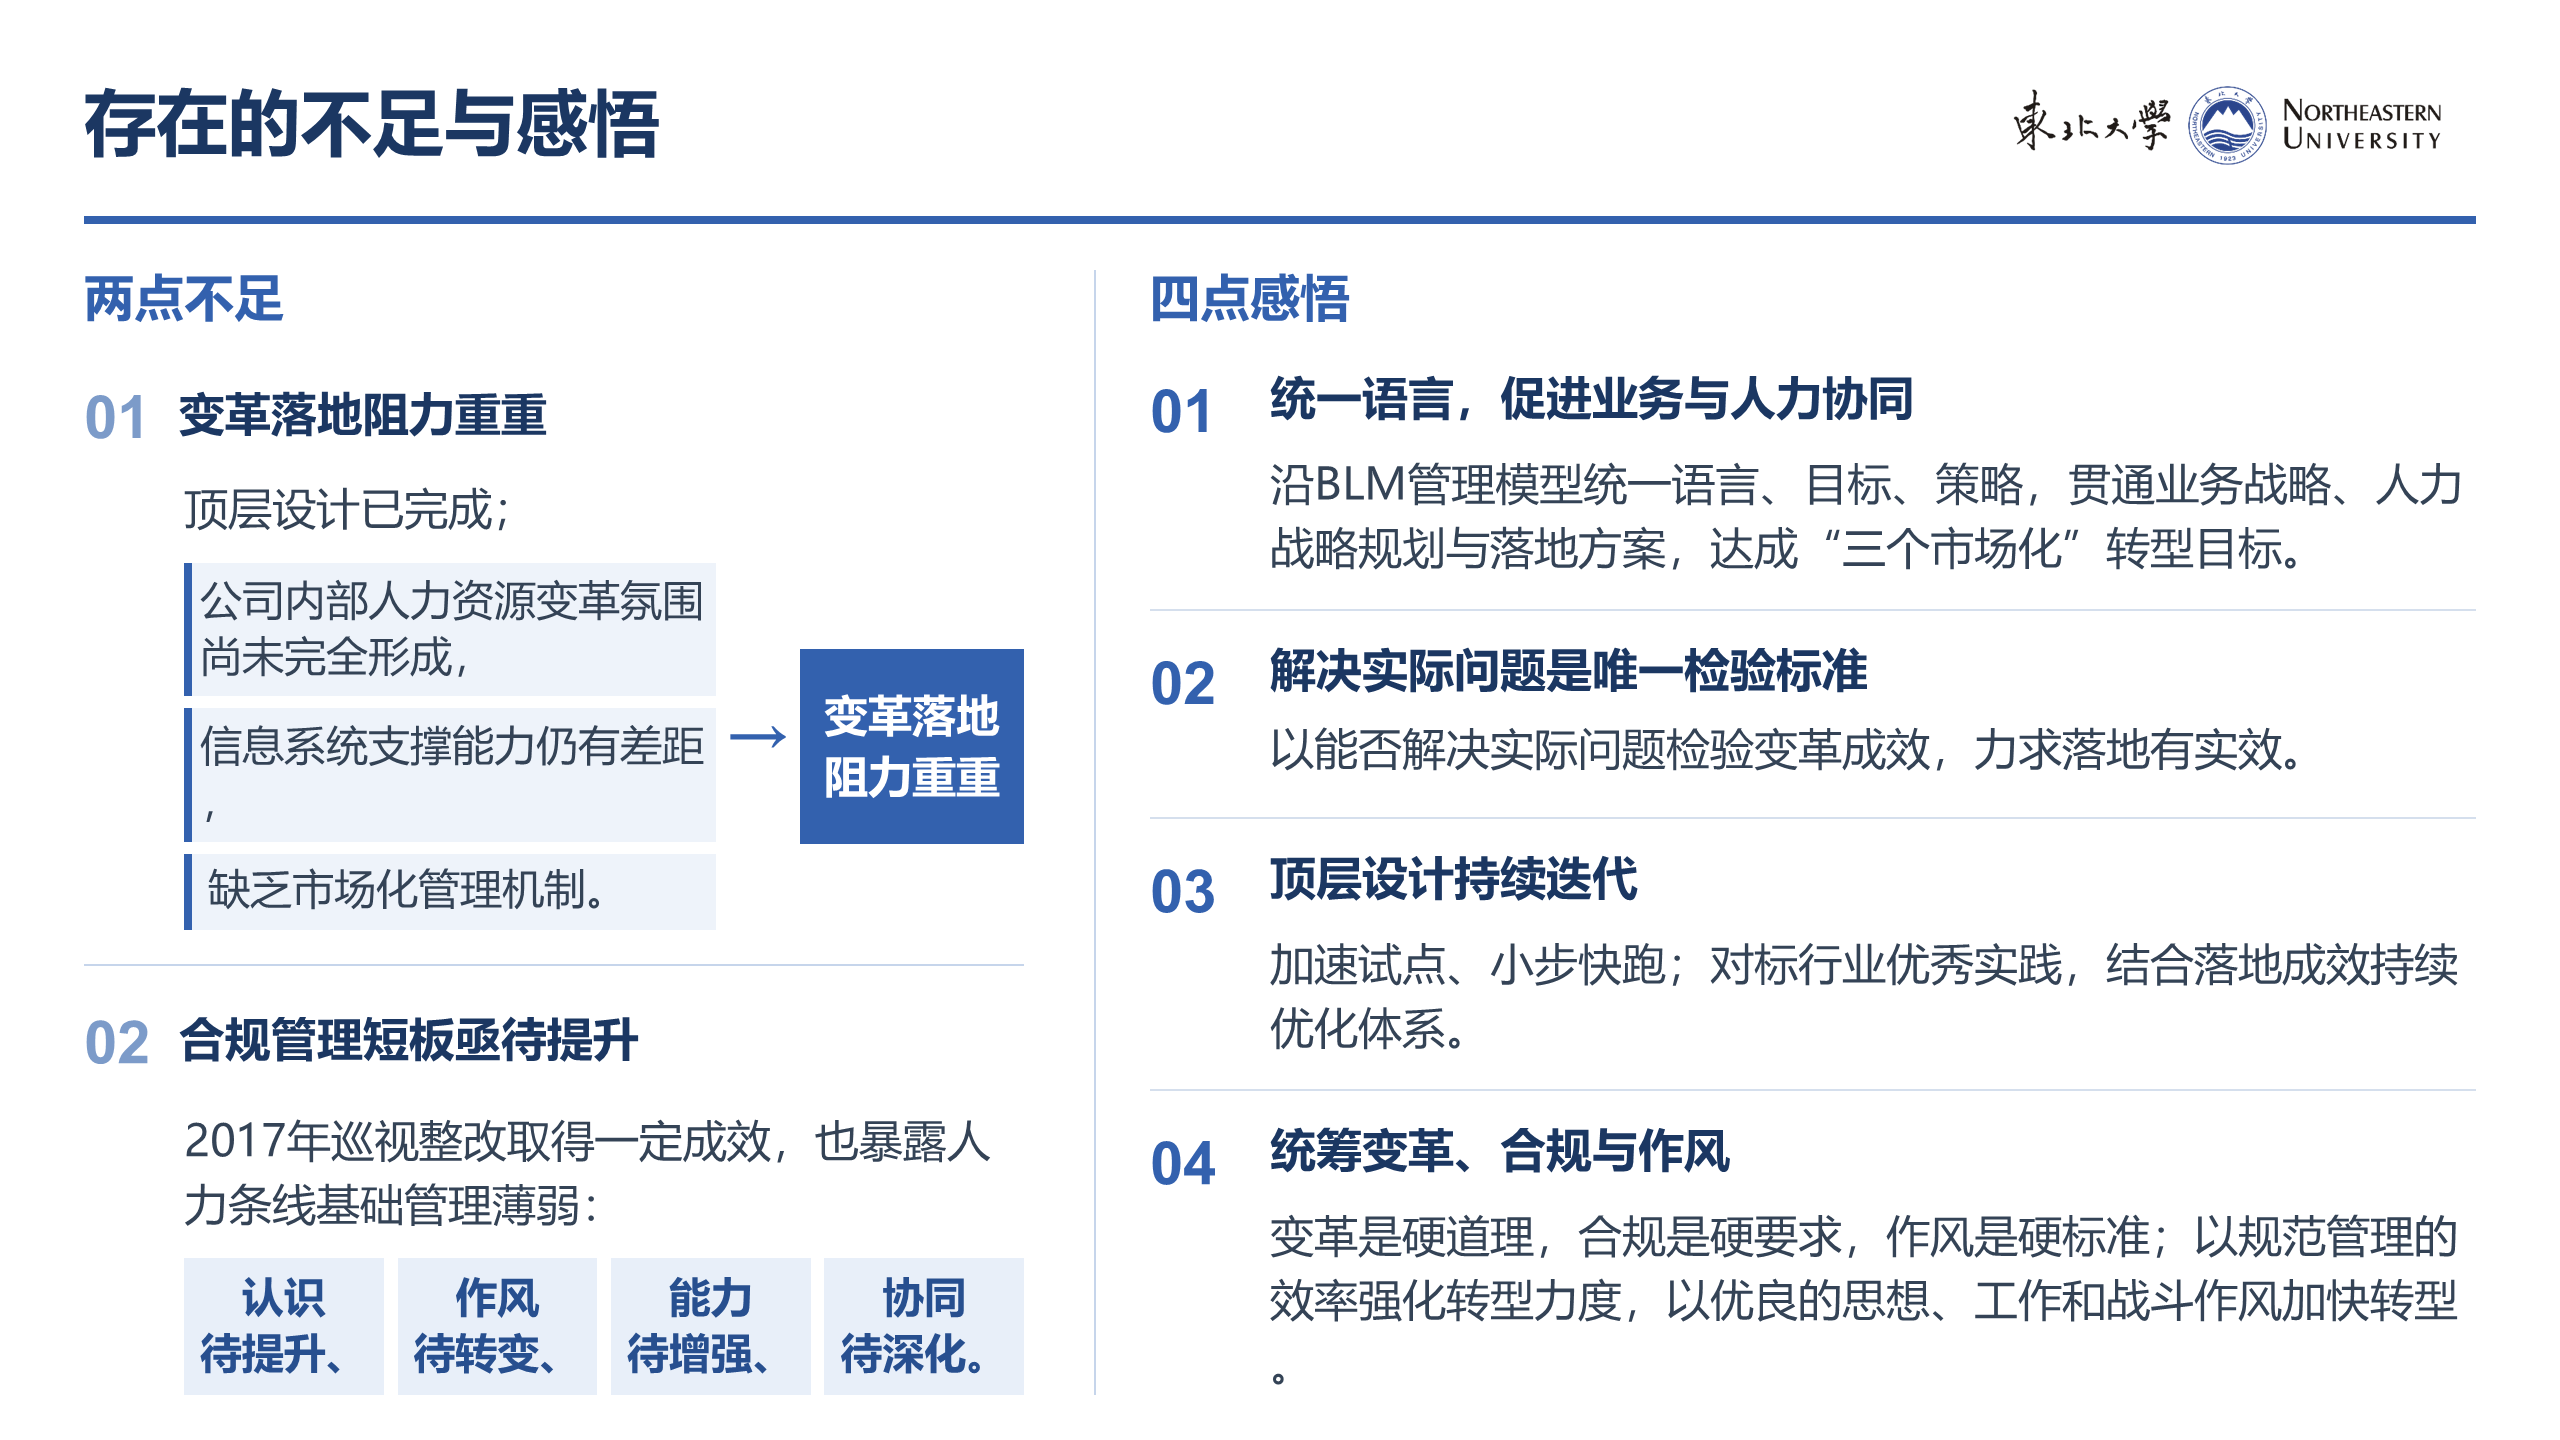 存在的不足与感悟
東北大學
NORTHEASTERN
UNIVERSITY
東北大學
NORTHEASTERN 1923 UNIVERSITY
两点不足
01 变革落地阻力重重
顶层设计已完成；
公司内部人力资源变革氛围
尚未完全形成，
信息系统支撑能力仍有差距
，
缺乏市场化管理机制。
→
变革落地
阻力重重
02 合规管理短板亟待提升
2017年巡视整改取得一定成效，也暴露人
力条线基础管理薄弱：
认识
待提升、
作风
待转变、
能力
待增强、
协同
待深化。
四点感悟
01 统一语言，促进业务与人力协同
沿BLM管理模型统一语言、目标、策略，贯通业务战略、人力
战略规划与落地方案，达成“三个市场化”转型目标。
02 解决实际问题是唯一检验标准
以能否解决实际问题检验变革成效，力求落地有实效。
03 顶层设计持续迭代
加速试点、小步快跑；对标行业优秀实践，结合落地成效持续
优化体系。
04 统筹变革、合规与作风
变革是硬道理，合规是硬要求，作风是硬标准；以规范管理的
效率强化转型力度，以优良的思想、工作和战斗作风加快转型
。